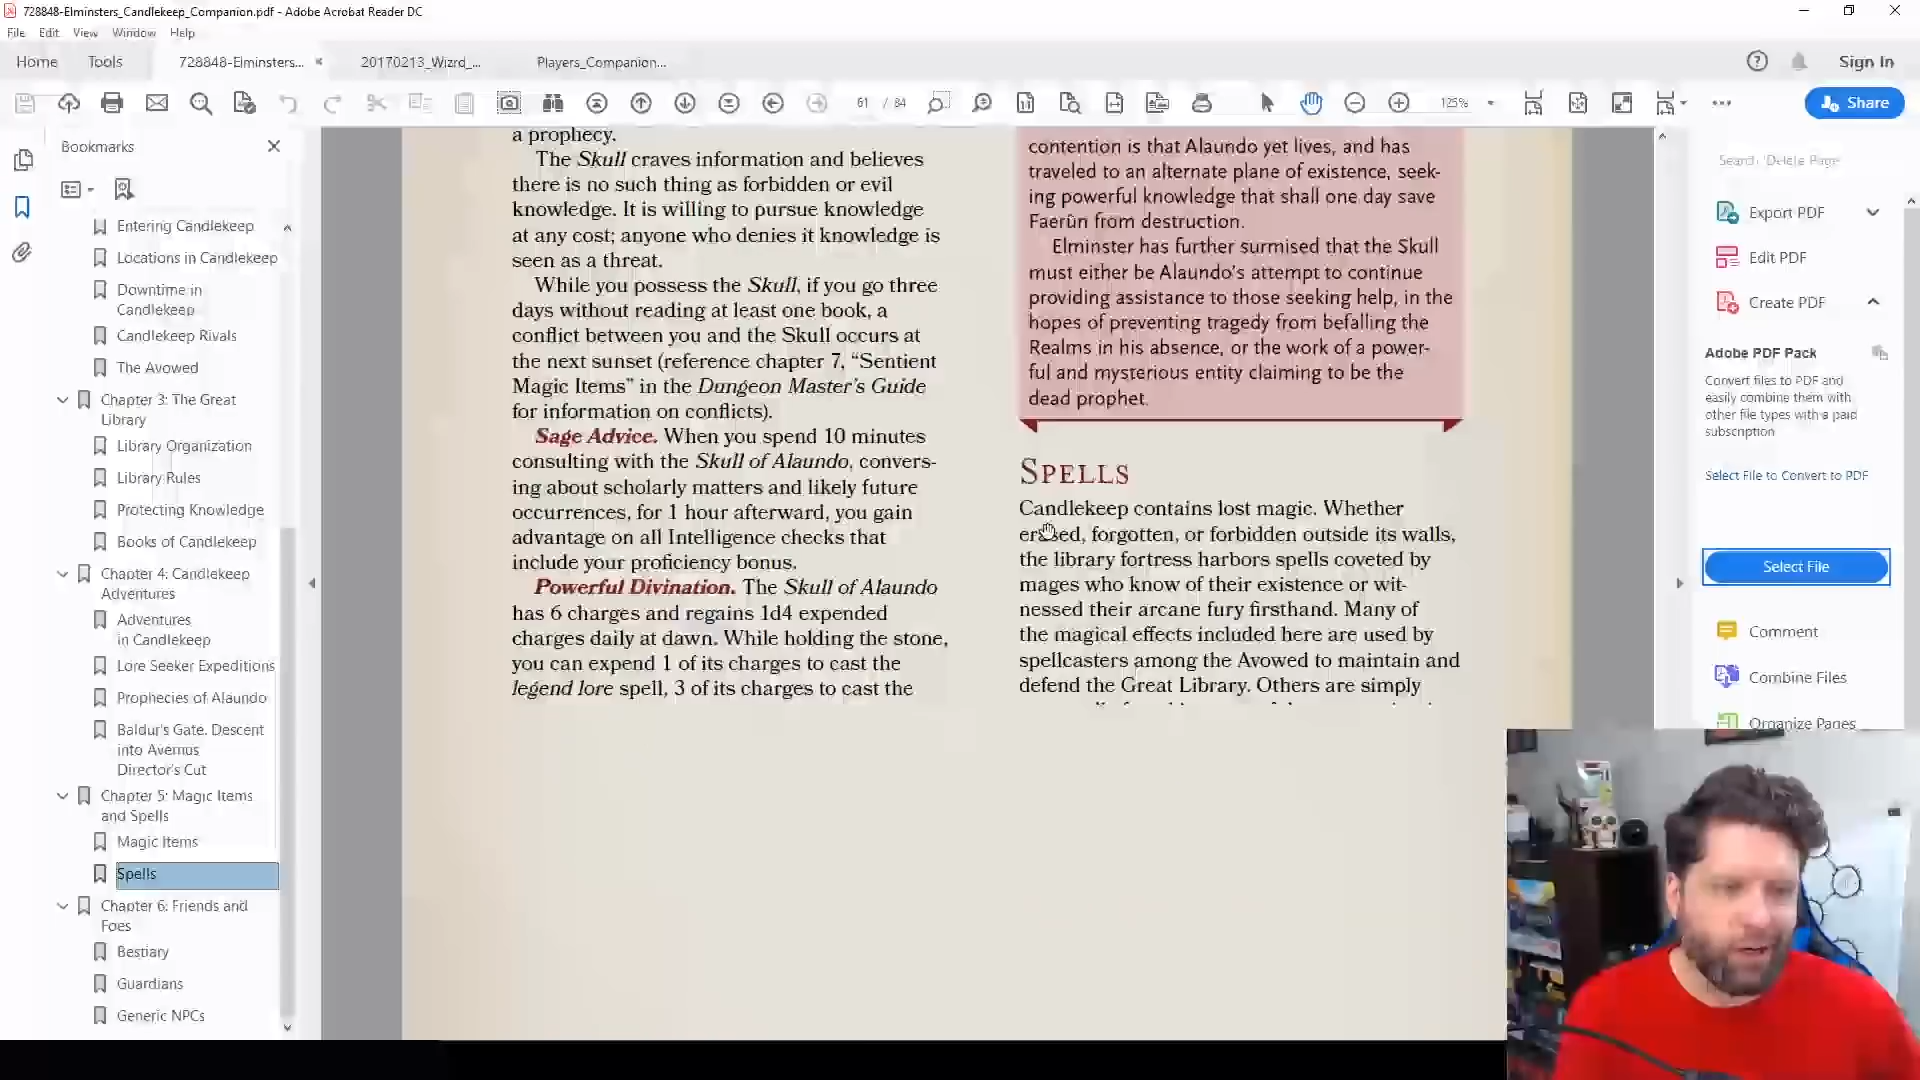 728848-Elminsters_Candlekeep_Companion.pdf - Adobe Acrobat Reader DC
File Edit View Window Help
Home Tools 728848-Elminsters... × 20170213_Wizrd_... Players_Companion... Sign In
61 / 84 125% Share
Bookmarks
Entering Candlekeep
Locations in Candlekeep
Downtime in
Candlekeep
Candlekeep Rivals
The Avowed
Chapter 3: The Great
Library
Library Organization
Library Rules
Protecting Knowledge
Books of Candlekeep
Chapter 4: Candlekeep
Adventures
Adventures
in Candlekeep
Lore Seeker Expeditions
Prophecies of Alaundo
Baldur's Gate. Descent
into Avernus
Director's Cut
Chapter 5: Magic Items
and Spells
Magic Items
Spells
Chapter 6: Friends and
Foes
Bestiary
Guardians
Generic NPCs
a prophecy.
The Skull craves information and believes
there is no such thing as forbidden or evil
knowledge. It is willing to pursue knowledge
at any cost; anyone who denies it knowledge is
seen as a threat.
While you possess the Skull, if you go three
days without reading at least one book, a
conflict between you and the Skull occurs at
the next sunset (reference chapter 7, “Sentient
Magic Items” in the Dungeon Master's Guide
for information on conflicts).
Sage Advice. When you spend 10 minutes
consulting with the Skull of Alaundo, convers-
ing about scholarly matters and likely future
occurrences, for 1 hour afterward, you gain
advantage on all Intelligence checks that
include your proficiency bonus.
Powerful Divination. The Skull of Alaundo
has 6 charges and regains 1d4 expended
charges daily at dawn. While holding the stone,
you can expend 1 of its charges to cast the
legend lore spell, 3 of its charges to cast the
contention is that Alaundo yet lives, and has
traveled to an alternate plane of existence, seek-
ing powerful knowledge that shall one day save
Faerûn from destruction.
Elminster has further surmised that the Skull
must either be Alaundo's attempt to continue
providing assistance to those seeking help, in the
hopes of preventing tragedy from befalling the
Realms in his absence, or the work of a power-
ful and mysterious entity claiming to be the
dead prophet.
SPELLS
Candlekeep contains lost magic. Whether
erased, forgotten, or forbidden outside its walls,
the library fortress harbors spells coveted by
mages who know of their existence or wit-
nessed their arcane fury firsthand. Many of
the magical effects included here are used by
spellcasters among the Avowed to maintain and
defend the Great Library. Others are simply
Search 'Delete Page'
Export PDF
Edit PDF
Create PDF
Adobe PDF Pack
Convert files to PDF and
easily combine them with
other file types with a paid
subscription
Select File to Convert to PDF
Select File
Comment
Combine Files
Organize Pages